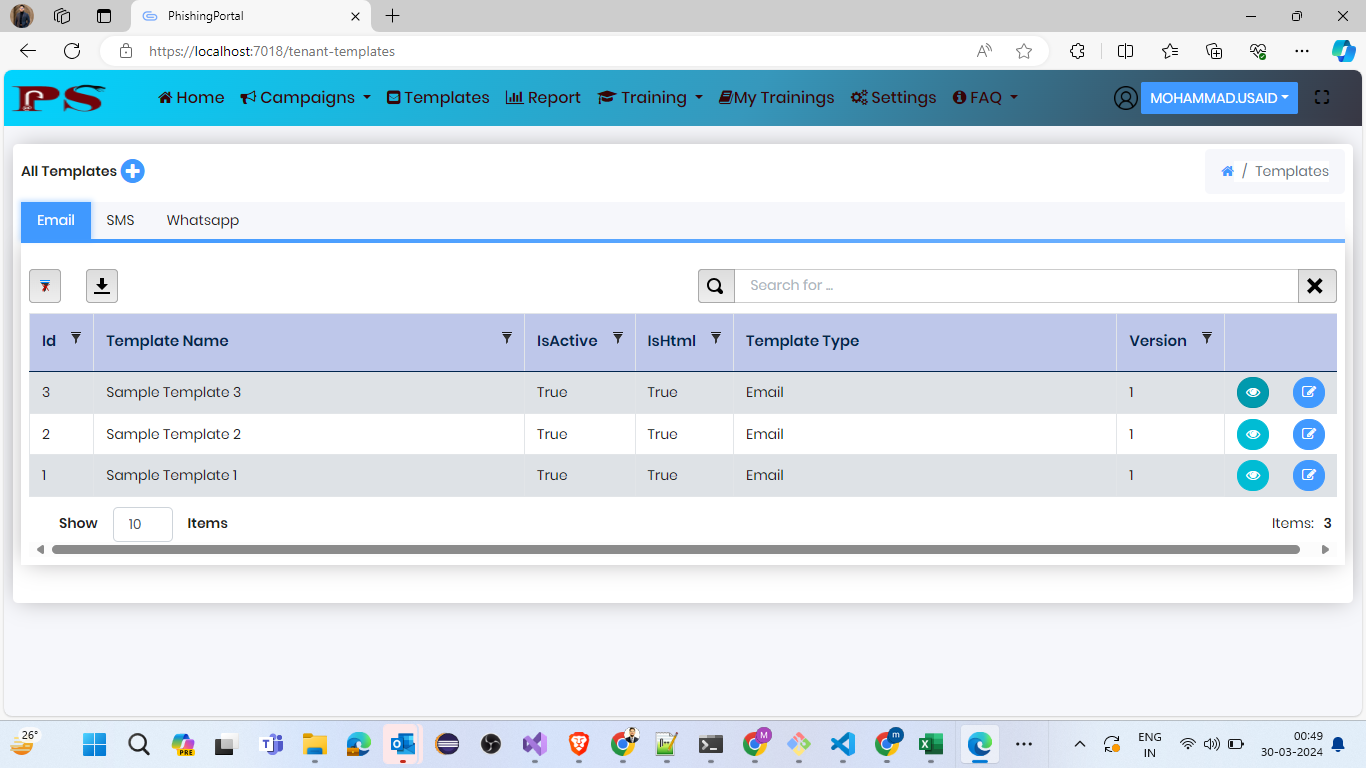 PhishingPortal
https://localhost:7018/tenant-templates
PS Home Campaigns Templates Report Training My Trainings Settings FAQ MOHAMMAD.USAID
All Templates / Templates
Email SMS Whatsapp
Search for ...
Id Template Name IsActive IsHtml Template Type Version
3 Sample Template 3 True True Email 1
2 Sample Template 2 True True Email 1
1 Sample Template 1 True True Email 1
Show 10 Items Items: 3
26° PRE M m ENG 00:49
IN 30-03-2024